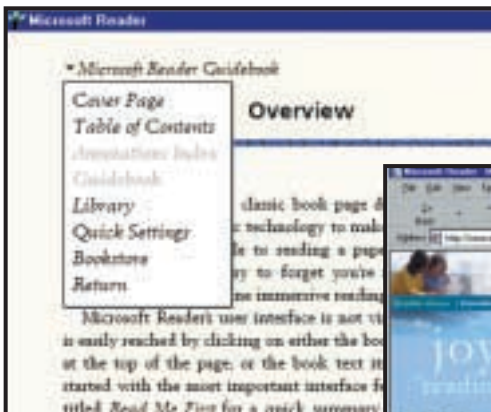 Microsoft Reader
Microsoft Reader Guidebook
Cover Page
Table of Contents
Annotations Index
Guidebook
Library
Quick Settings
Bookstore
Return
Overview
classic book page
technology to make
to reading a pape
y to forget you're
immersive reading
Microsoft Reader's user interface is not vi
is easily reached by clicking on either the boo
at the top of the page, or the book text it
started with the most important interface fe
titled Read Me First for a quick summary
Microsoft Reader
joy
reading